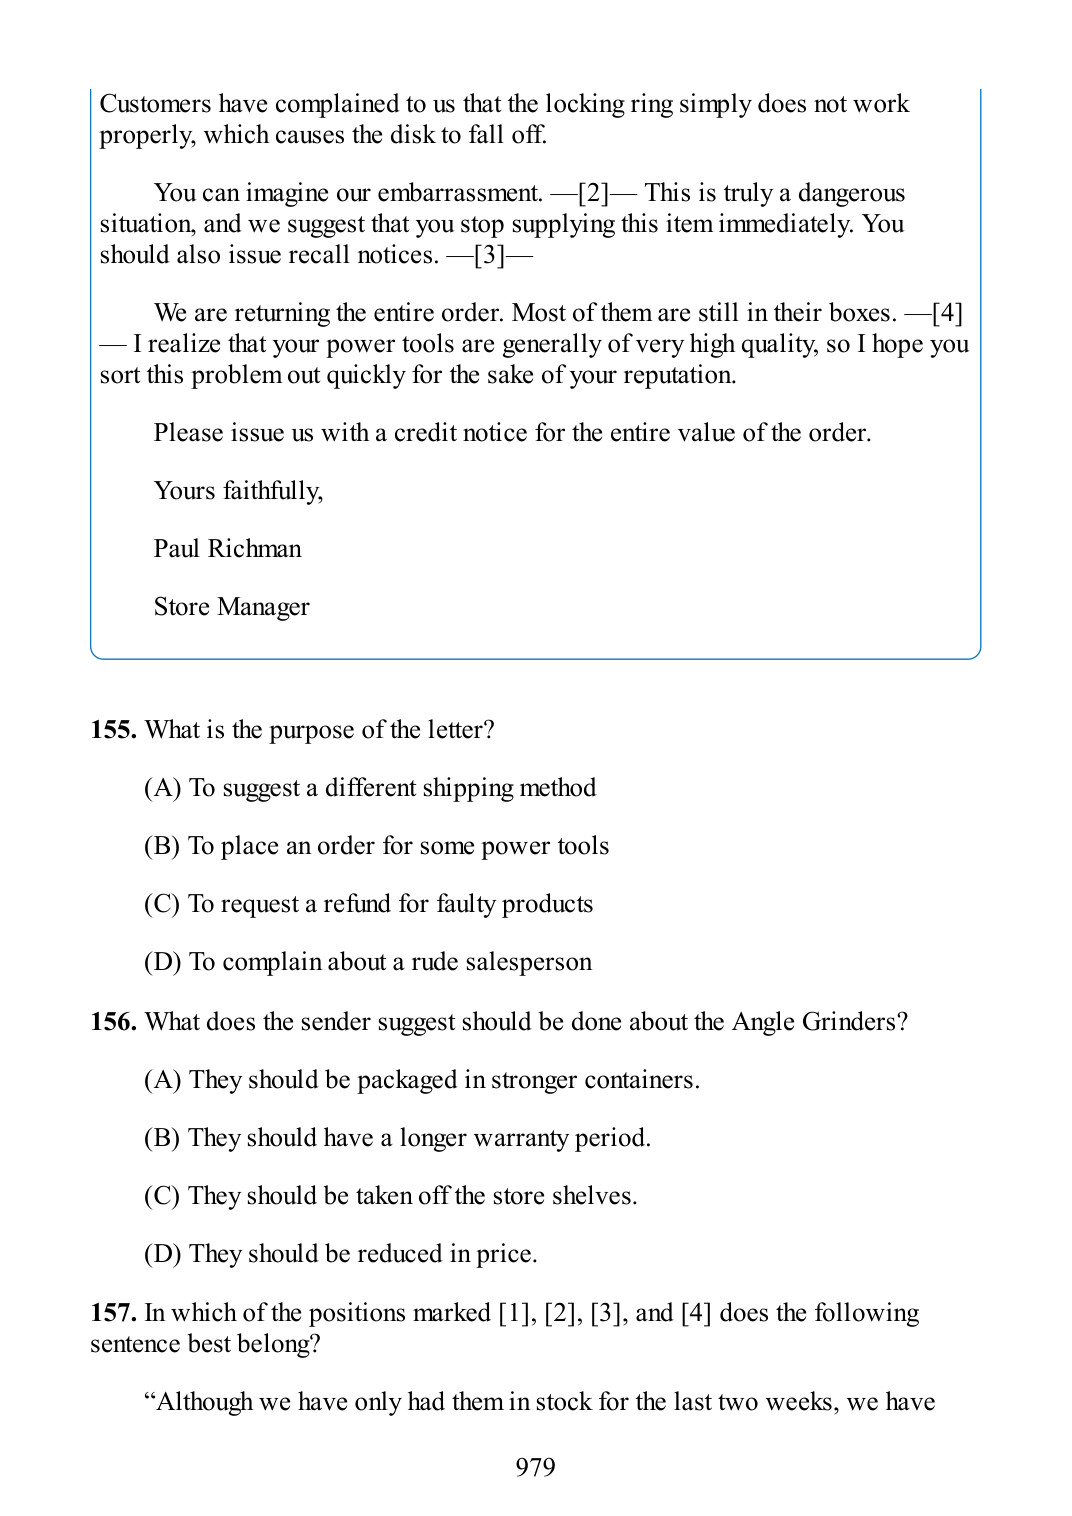 Customers have complained to us that the locking ring simply does not work
properly, which causes the disk to fall off.
You can imagine our embarrassment. —[2]— This is truly a dangerous
situation, and we suggest that you stop supplying this item immediately. You
should also issue recall notices. —[3]—
We are returning the entire order. Most of them are still in their boxes. —[4]
— I realize that your power tools are generally of very high quality, so I hope you
sort this problem out quickly for the sake of your reputation.
Please issue us with a credit notice for the entire value of the order.
Yours faithfully,
Paul Richman
Store Manager
155. What is the purpose of the letter?
(A) To suggest a different shipping method
(B) To place an order for some power tools
(C) To request a refund for faulty products
(D) To complain about a rude salesperson
156. What does the sender suggest should be done about the Angle Grinders?
(A) They should be packaged in stronger containers.
(B) They should have a longer warranty period.
(C) They should be taken off the store shelves.
(D) They should be reduced in price.
157. In which of the positions marked [1], [2], [3], and [4] does the following
sentence best belong?
“Although we have only had them in stock for the last two weeks, we have
979